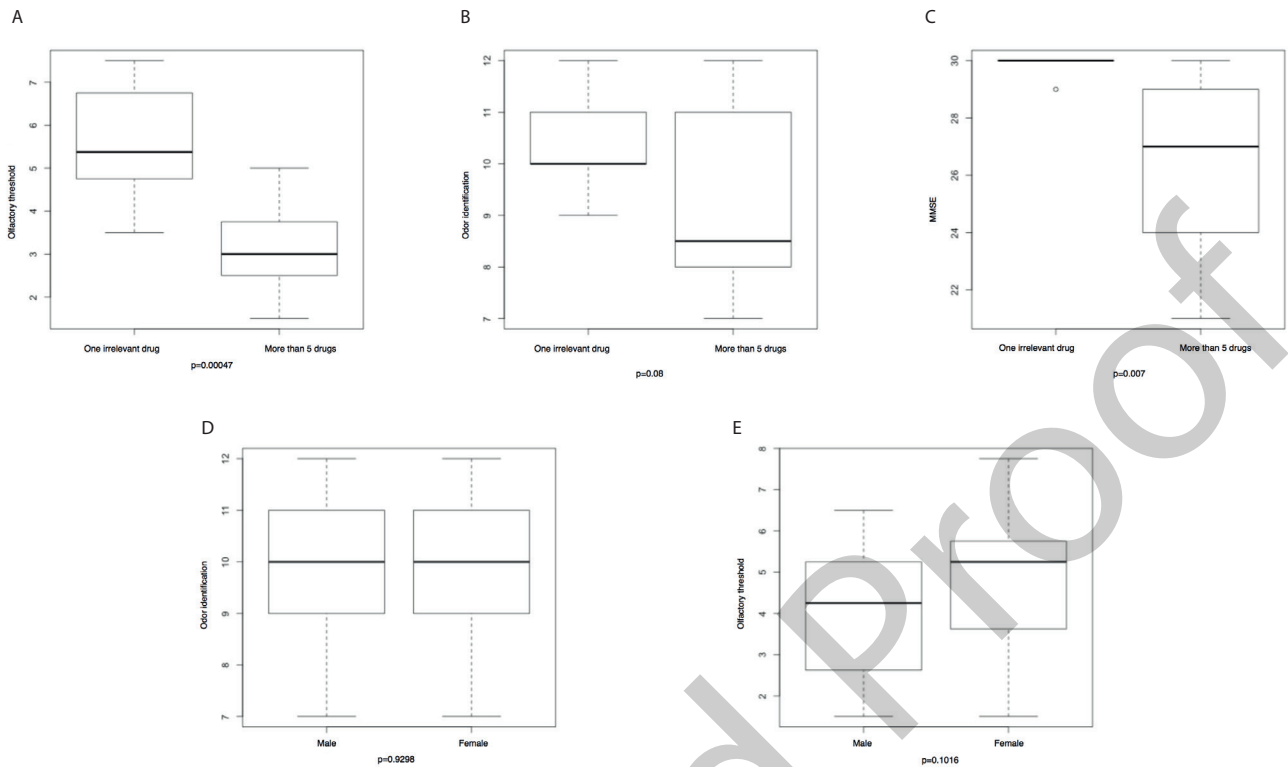 A
B
C
Olfactory threshold
7
6
5
4
3
2
One irrelevant drug
More than 5 drugs
p=0.00047
Odor identification
12
11
10
9
8
7
One irrelevant drug
More than 5 drugs
p=0.08
MMSE
30
28
26
24
22
One irrelevant drug
More than 5 drugs
p=0.007
D
E
Odor identification
12
11
10
9
8
7
Male
Female
p=0.9298
Olfactory threshold
8
7
6
5
4
3
2
Male
Female
p=0.1016
d Proof